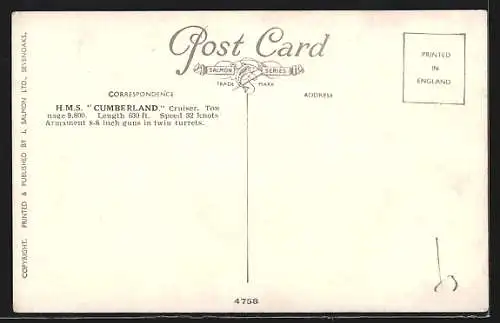 Post Card
SALMON SERIES
TRADE MARK
PRINTED
IN
ENGLAND
CORRESPONDENCE
ADDRESS
H.M.S. "CUMBERLAND." Cruiser. Ton
nage 9,800. Length 630 ft. Speed 32 knots
Armament 8-8 inch guns in twin turrets.
COPYRIGHT. PRINTED & PUBLISHED BY J. SALMON LTD., SEVENOAKS.
4758